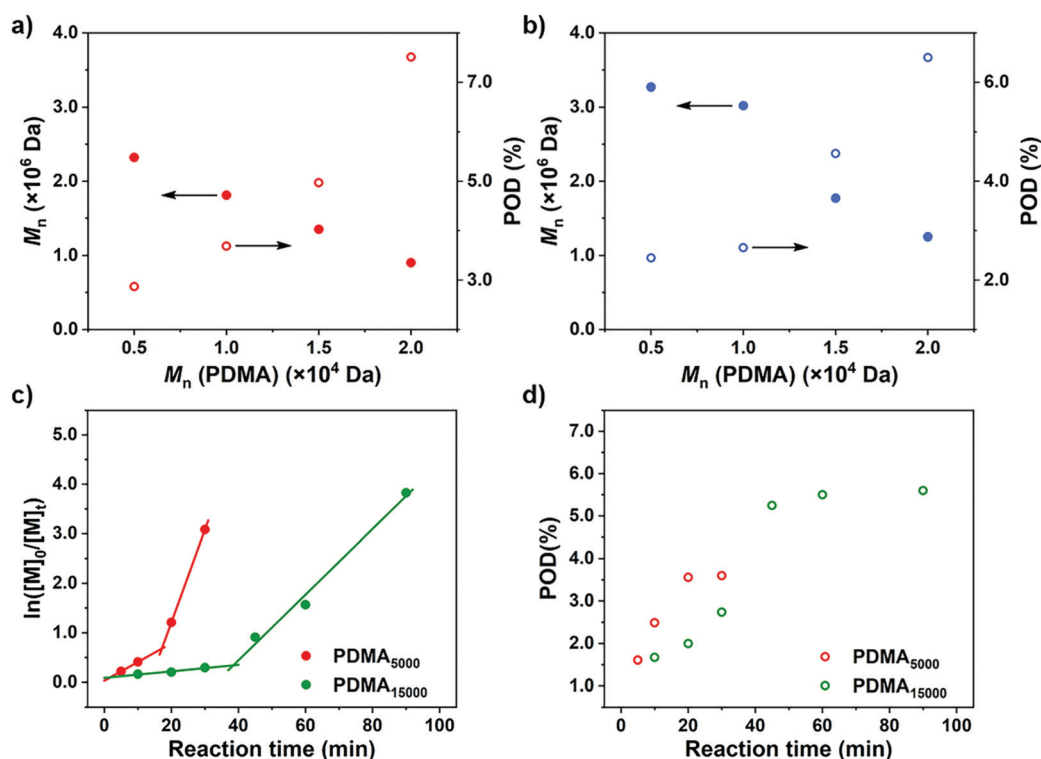 a)
4.0
3.0
2.0
1.0
0.0
Mn (×10⁶ Da)
7.0
5.0
3.0
POD (%)
0.5 1.0 1.5 2.0
Mn (PDMA) (×10⁴ Da)
b)
4.0
3.0
2.0
1.0
0.0
Mn (×10⁶ Da)
6.0
4.0
2.0
POD (%)
0.5 1.0 1.5 2.0
Mn (PDMA) (×10⁴ Da)
c)
5.0
4.0
3.0
2.0
1.0
0.0
ln([M]₀/[M]ₜ)
PDMA₅₀₀₀
PDMA₁₅₀₀₀
0 20 40 60 80 100
Reaction time (min)
d)
7.0
6.0
5.0
4.0
3.0
2.0
1.0
POD(%)
PDMA₅₀₀₀
PDMA₁₅₀₀₀
0 20 40 60 80 100
Reaction time (min)